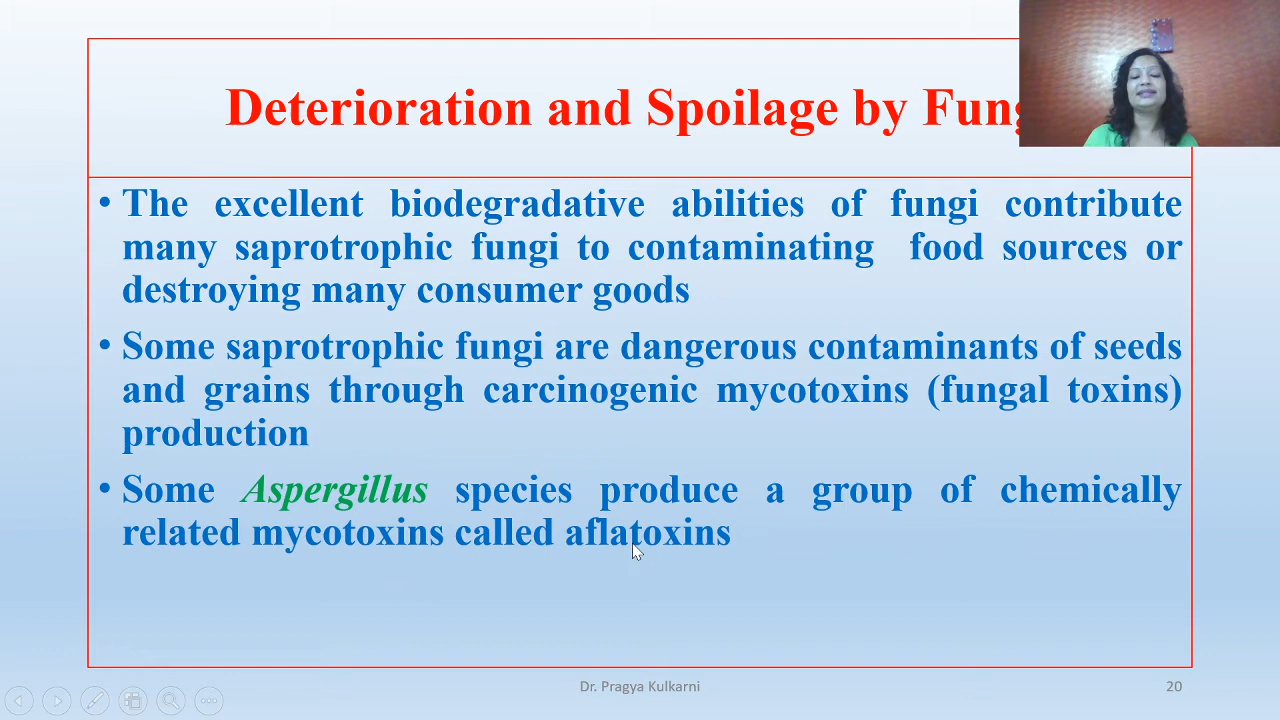 Deterioration and Spoilage by Fung
• The excellent biodegradative abilities of fungi contribute
many saprotrophic fungi to contaminating food sources or
destroying many consumer goods
• Some saprotrophic fungi are dangerous contaminants of seeds
and grains through carcinogenic mycotoxins (fungal toxins)
production
• Some Aspergillus species produce a group of chemically
related mycotoxins called aflatoxins
Dr. Pragya Kulkarni
20